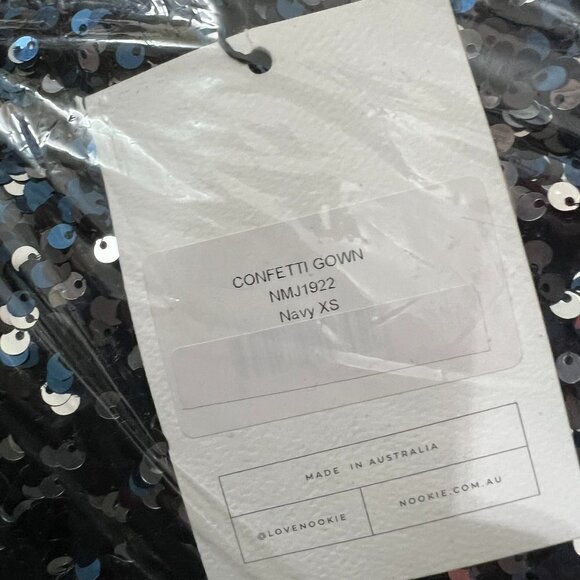 CONFETTI GOWN
NMJ1922
Navy XS
MADE IN AUSTRALIA
@LOVENOOKIE
NOOKIE.COM.AU